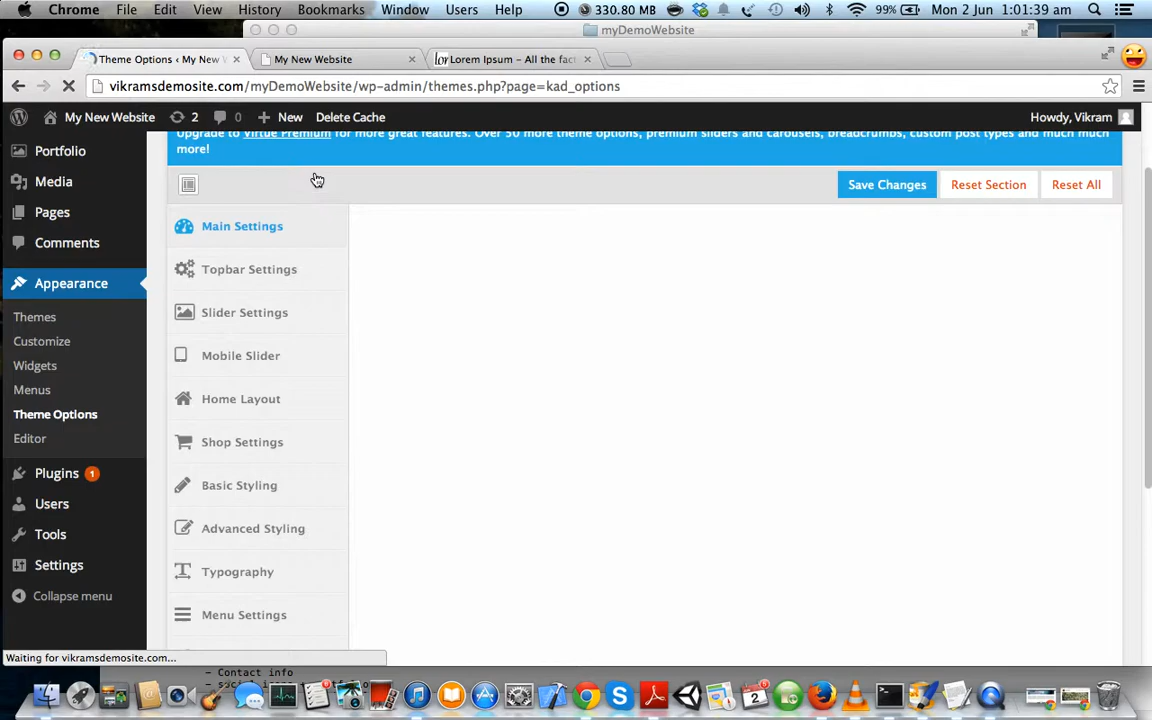 Chrome File Edit View History Bookmarks Window Users Help 330.80 MB 99% Mon 2 Jun 1:01:39 am
myDemoWebsite
Theme Options ‹ My New W My New Website Lorem Ipsum - All the fact
vikramsdemosite.com/myDemoWebsite/wp-admin/themes.php?page=kad_options
My New Website 2 0 + New Delete Cache Howdy, Vikram
Upgrade to Virtue Premium for more great features. Over 50 more theme options, premium sliders and carousels, breadcrumbs, custom post types and much much
more!
Save Changes Reset Section Reset All
Portfolio
Media
Pages
Comments
Appearance
Themes
Customize
Widgets
Menus
Theme Options
Editor
Plugins 1
Users
Tools
Settings
Collapse menu
Main Settings
Topbar Settings
Slider Settings
Mobile Slider
Home Layout
Shop Settings
Basic Styling
Advanced Styling
Typography
Menu Settings
Waiting for vikramsdemosite.com...
- Contact info